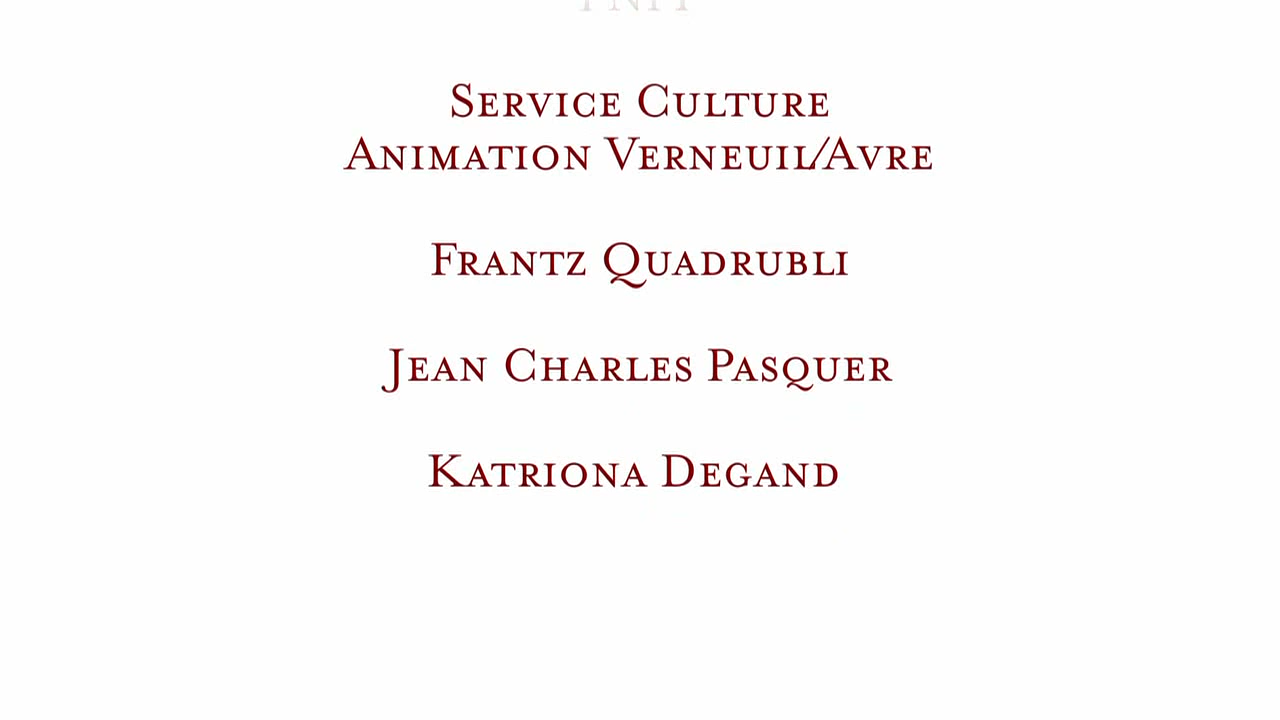 Service Culture
Animation Verneuil/Avre
Frantz Quadrubli
Jean Charles Pasquer
Katriona Degand